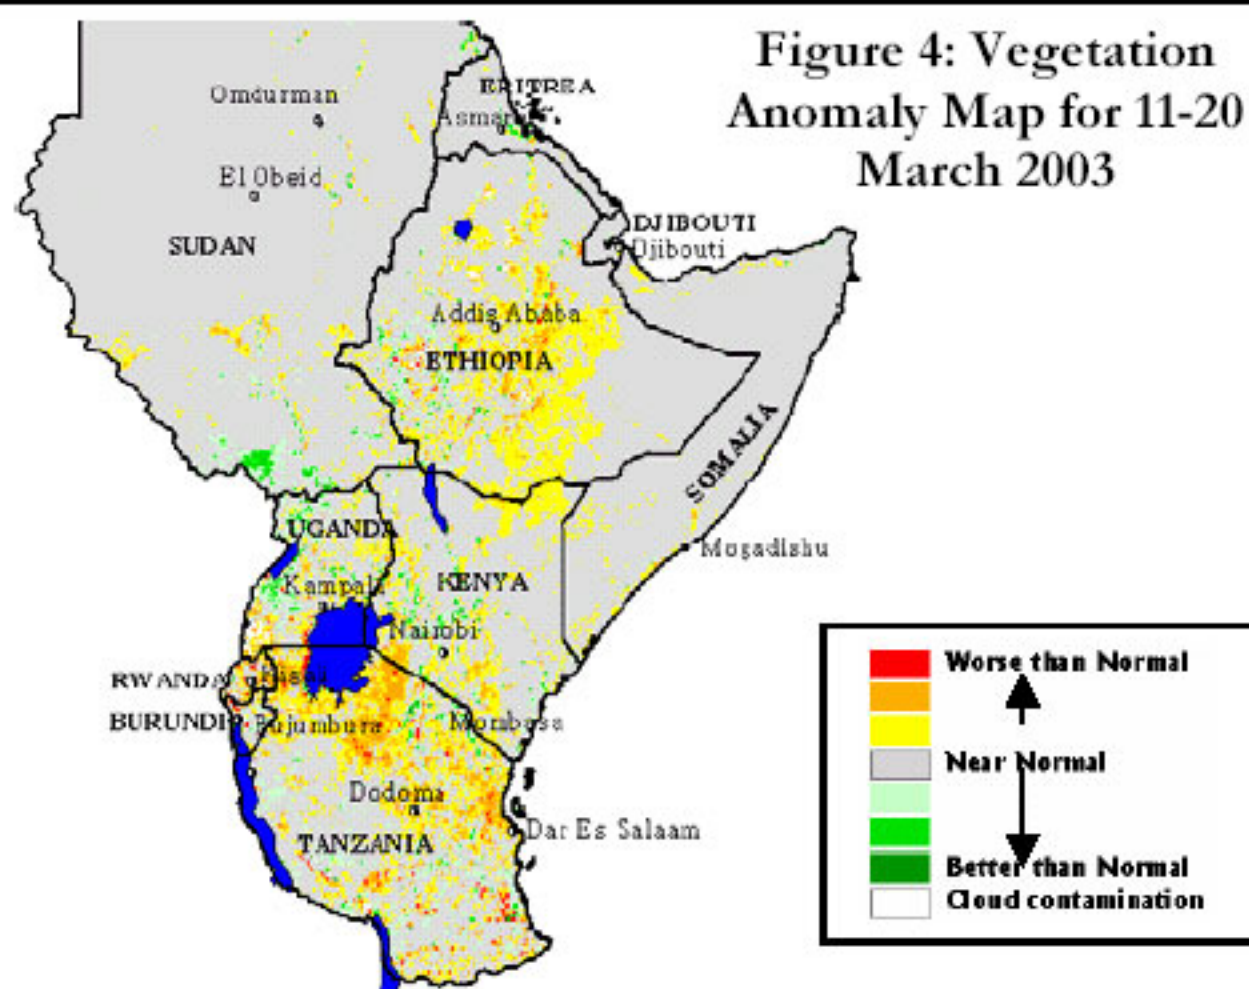 Figure 4: Vegetation
Anomaly Map for 11-20
March 2003
Omdurman
ERITREA
Asmara
El Obeid
SUDAN
DJIBOUTI
Djibouti
Addis Ababa
ETHIOPIA
SOMALIA
UGANDA
Mogadishu
Kampala
KENYA
Nairobi
RWANDA
BURUNDI
Bujumbura
Mombasa
Dodoma
Dar Es Salaam
TANZANIA
Worse than Normal
Near Normal
Better than Normal
Cloud contamination